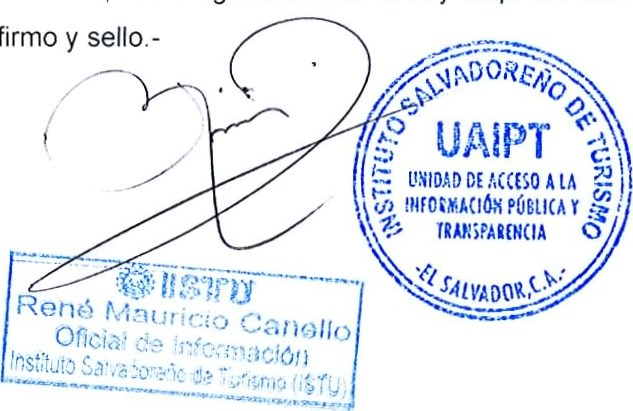 firmo y sello.-
INSTITUTO SALVADOREÑO DE TURISMO
UAIPT
UNIDAD DE ACCESO A LA
INFORMACIÓN PÚBLICA Y
TRANSPARENCIA
-EL SALVADOR, C.A.-
ISTU
René Mauricio Canello
Oficial de Información
Instituto Salvadoreño de Turismo (ISTU)